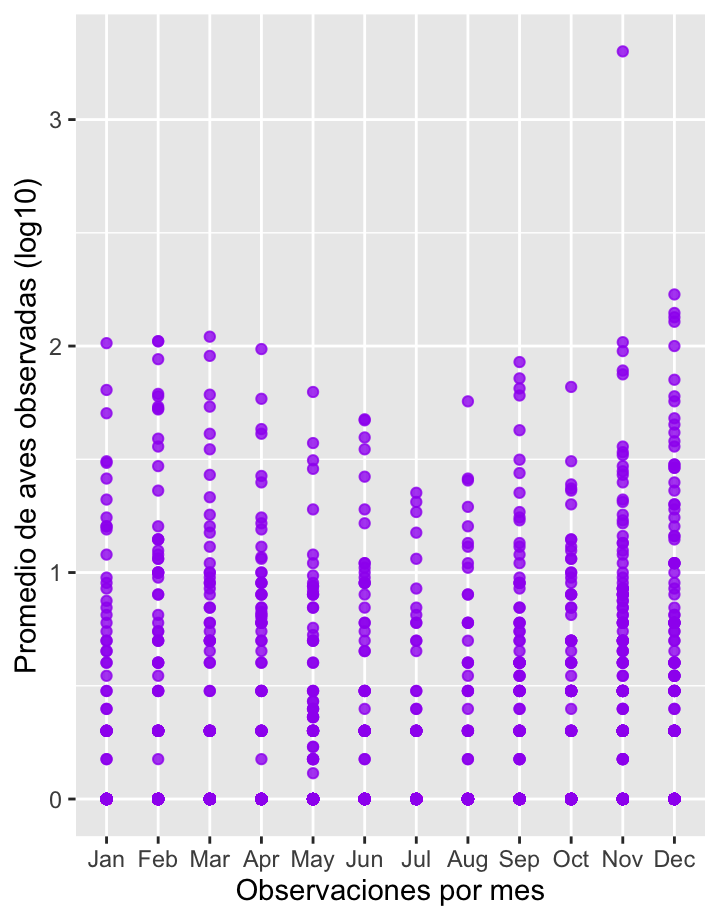 Promedio de aves observadas (log10)
3
2
1
0
Jan Feb Mar Apr May Jun Jul Aug Sep Oct Nov Dec
Observaciones por mes